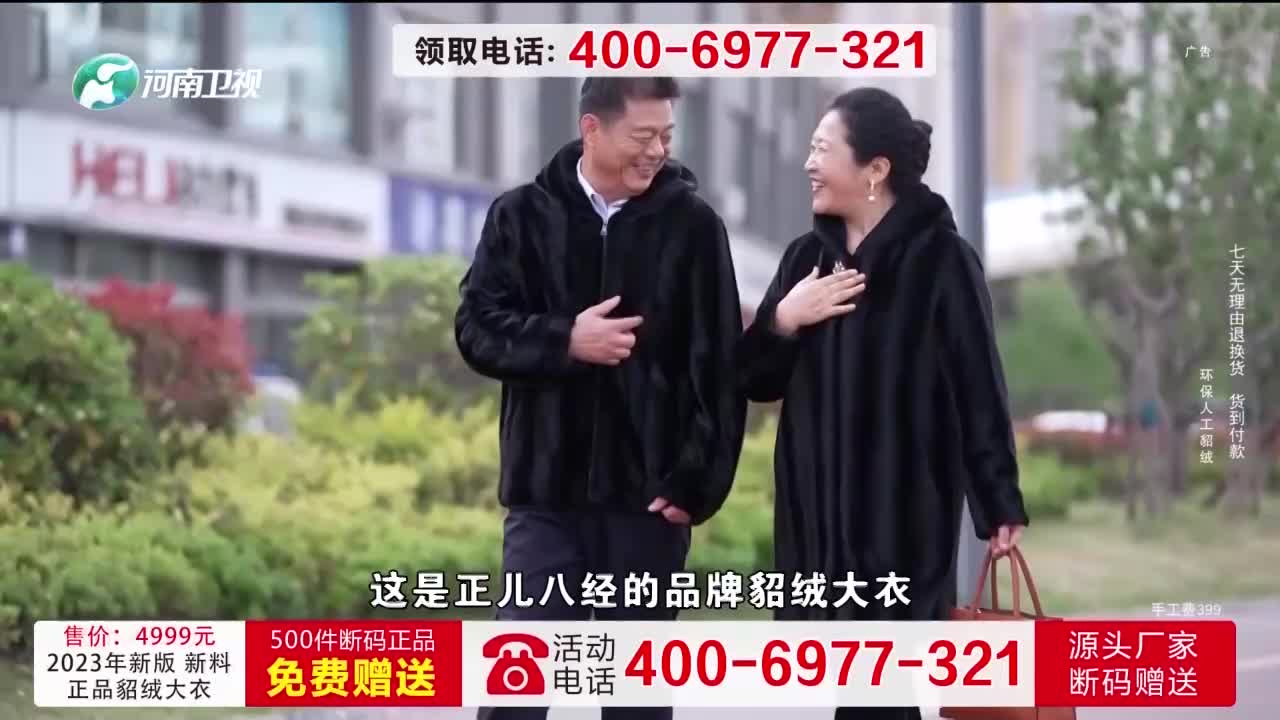 领取电话: 400-6977-321
广告
河南卫视
HELI
七天无理由退换货 货到付款
环保人工貂绒
这是正儿八经的品牌貂绒大衣
手工费399
售价：4999元
2023年新版 新料
正品貂绒大衣
500件断码正品
免费赠送
活动
电话
400-6977-321
源头厂家
断码赠送